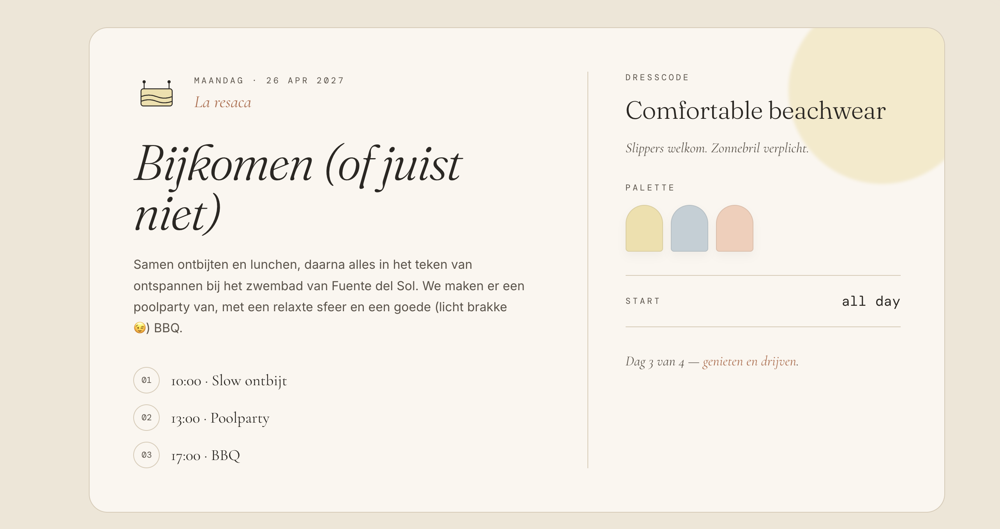 MAANDAG · 26 APR 2027
La resaca
Bijkomen (of juist
niet)
Samen ontbijten en lunchen, daarna alles in het teken van
ontspannen bij het zwembad van Fuente del Sol. We maken er een
poolparty van, met een relaxte sfeer en een goede (licht brakke
😉) BBQ.
01 10:00 · Slow ontbijt
02 13:00 · Poolparty
03 17:00 · BBQ
DRESSCODE
Comfortable beachwear
Slippers welkom. Zonnebril verplicht.
PALETTE
START all day
Dag 3 van 4 — genieten en drijven.